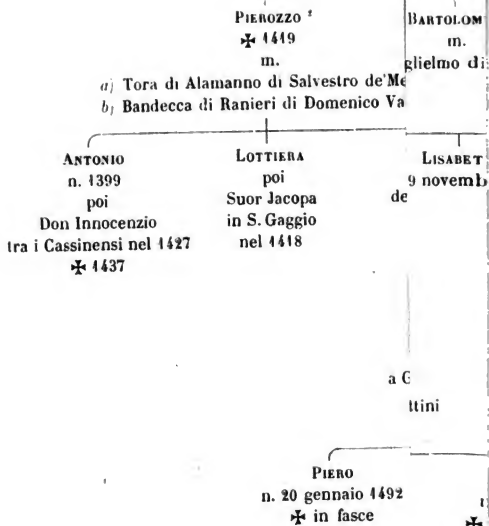 PIEROZZO ²
✠ 1419
m.
a) Tora di Alamanno di Salvestro de'Me
b) Bandecca di Ranieri di Domenico Va
BARTOLOM
m.
glielmo di
ANTONIO
n. 1399
poi
Don Innocenzio
tra i Cassinensi nel 1427
✠ 1437
LOTTIERA
poi
Suor Jacopa
in S. Gaggio
nel 1418
LISABET
9 novemb
de
a G
ttini
PIERO
n. 20 gennaio 1492
✠ in fasce
✠